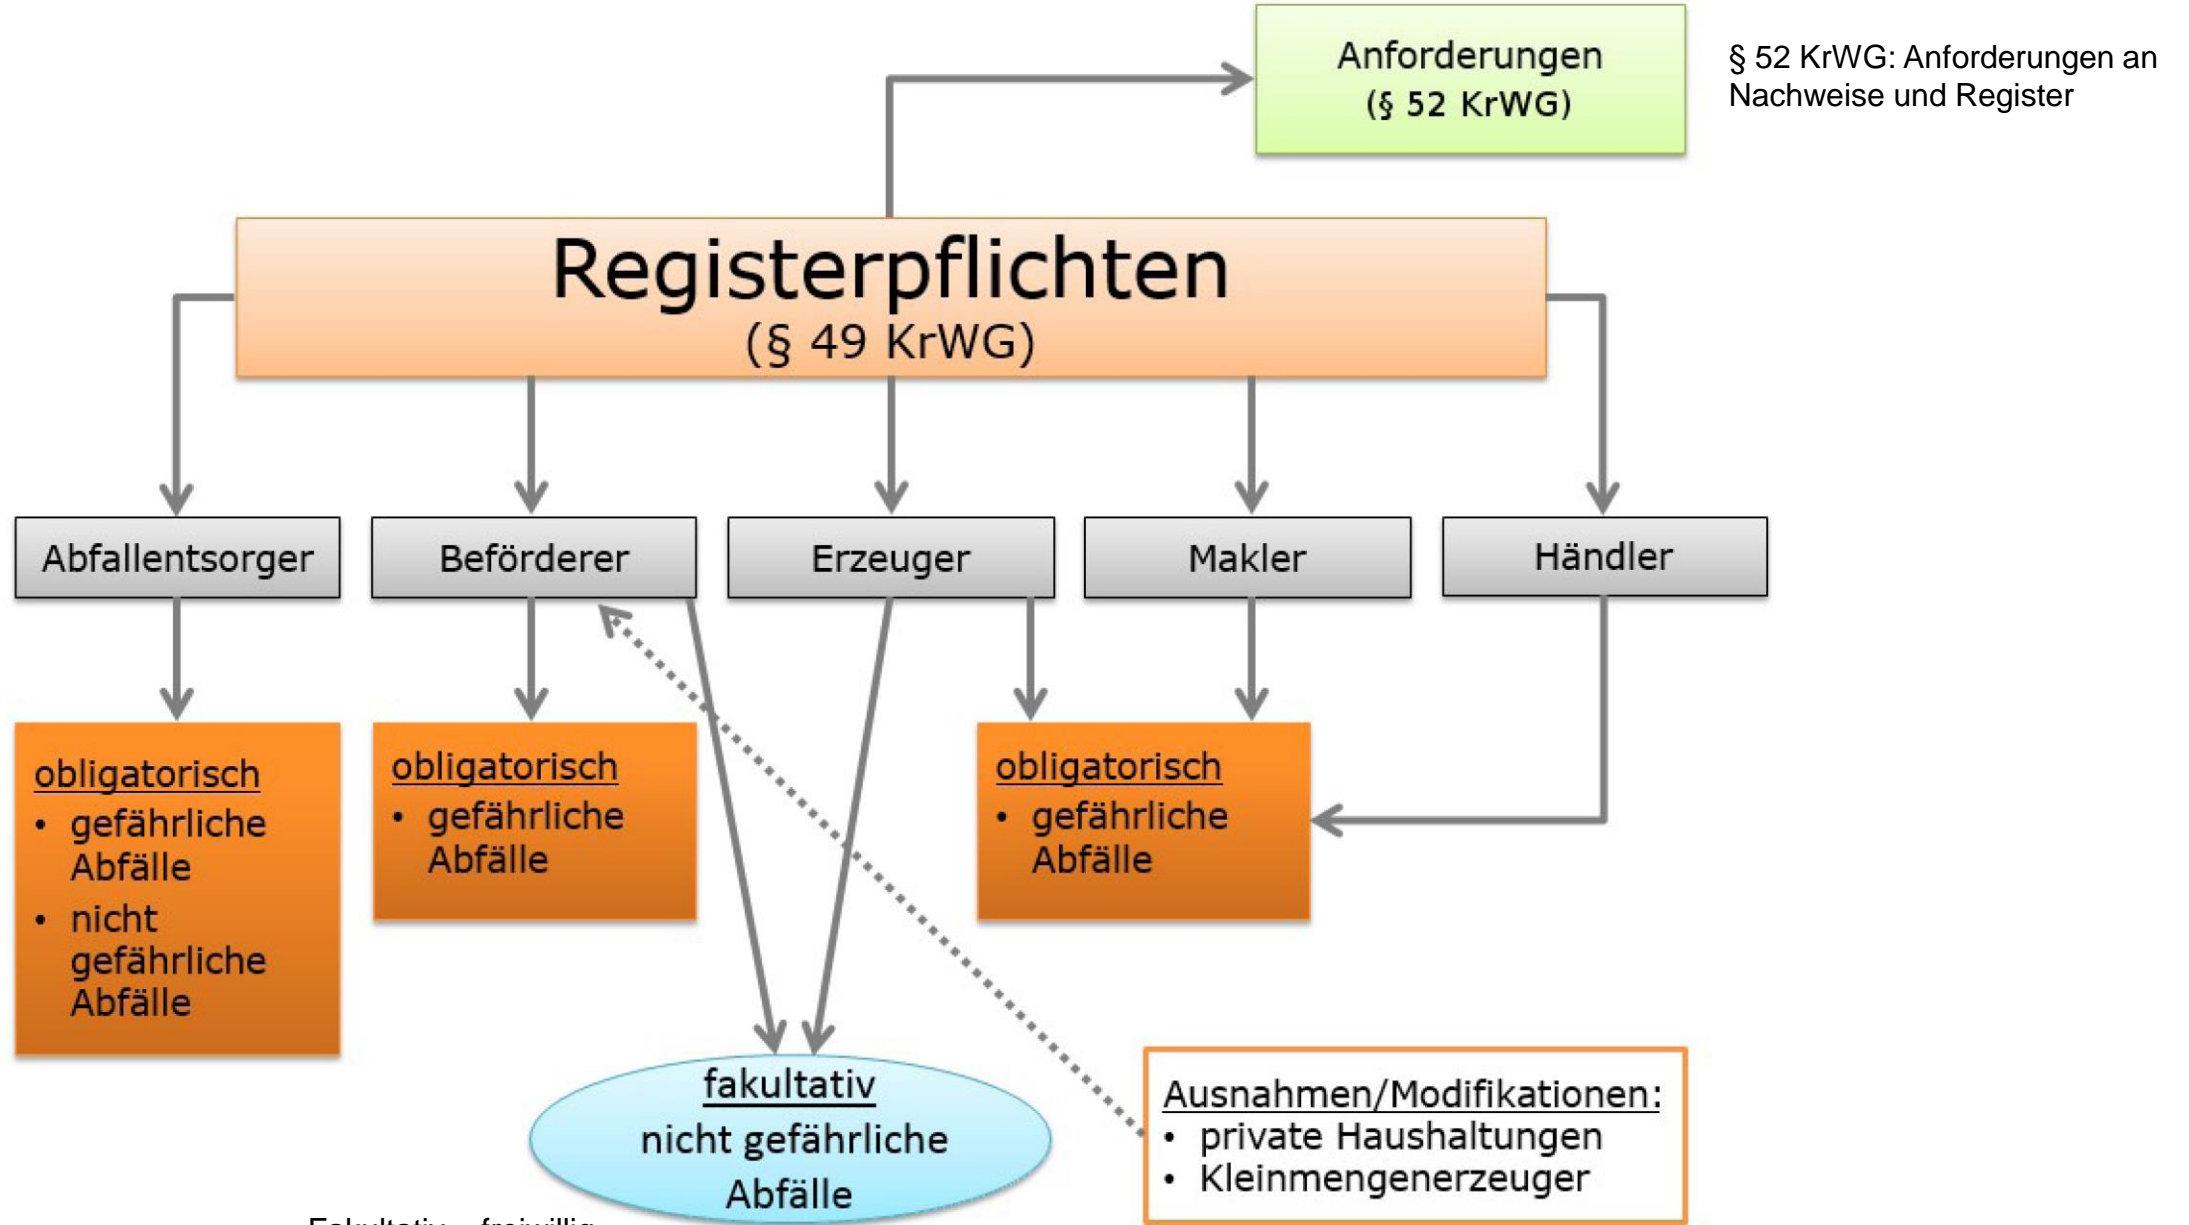 Anforderungen
(§ 52 KrWG)
§ 52 KrWG: Anforderungen an
Nachweise und Register
Registerpflichten
(§ 49 KrWG)
Abfallentsorger
Beförderer
Erzeuger
Makler
Händler
obligatorisch
• gefährliche
Abfälle
• nicht
gefährliche
Abfälle
obligatorisch
• gefährliche
Abfälle
obligatorisch
• gefährliche
Abfälle
fakultativ
nicht gefährliche
Abfälle
Ausnahmen/Modifikationen:
• private Haushaltungen
• Kleinmengenerzeuger
Fakultativ freiwillig